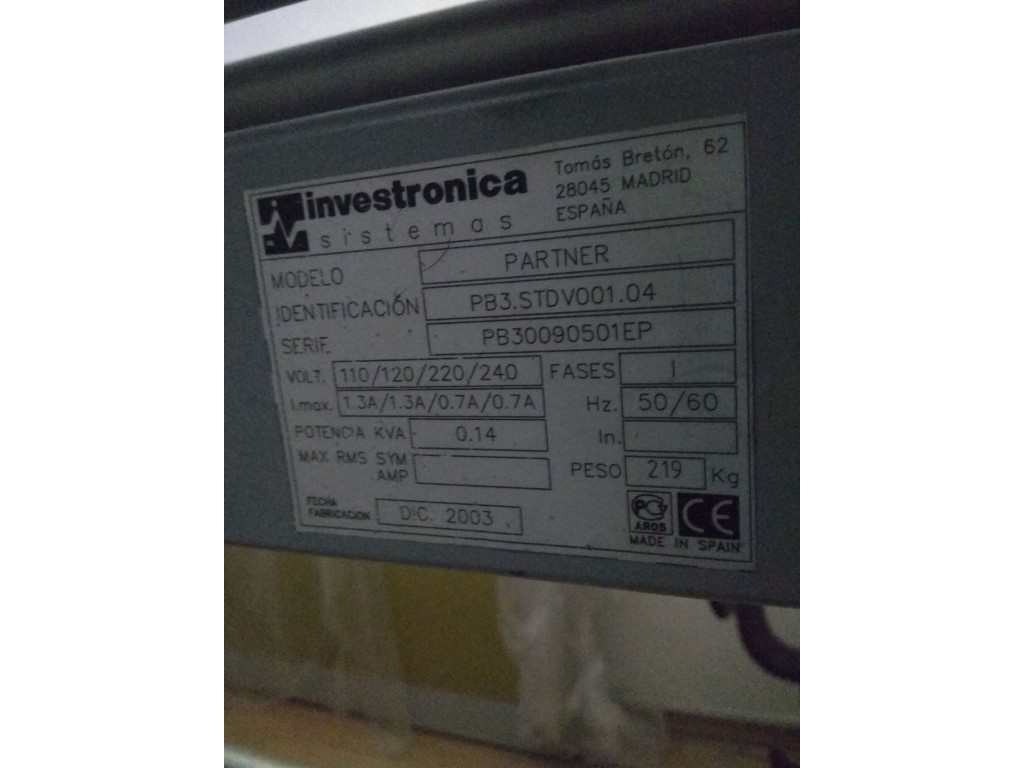 investronica
sistemas
Tomás Bretón, 62
28045 MADRID
ESPAÑA
MODELO PARTNER
IDENTIFICACIÓN PB3.STDV001.04
SERIE PB30090501EP
VOLT. 110/120/220/240 FASES 1
I.max. 1.3A/1.3A/0.7A/0.7A Hz. 50/60
POTENCIA KVA 0.14 In.
MAX RMS SYM
AMP
PESO 219 Kg
FECHA
FABRICACION
DIC. 2003
PG
AR05
CE
MADE IN SPAIN